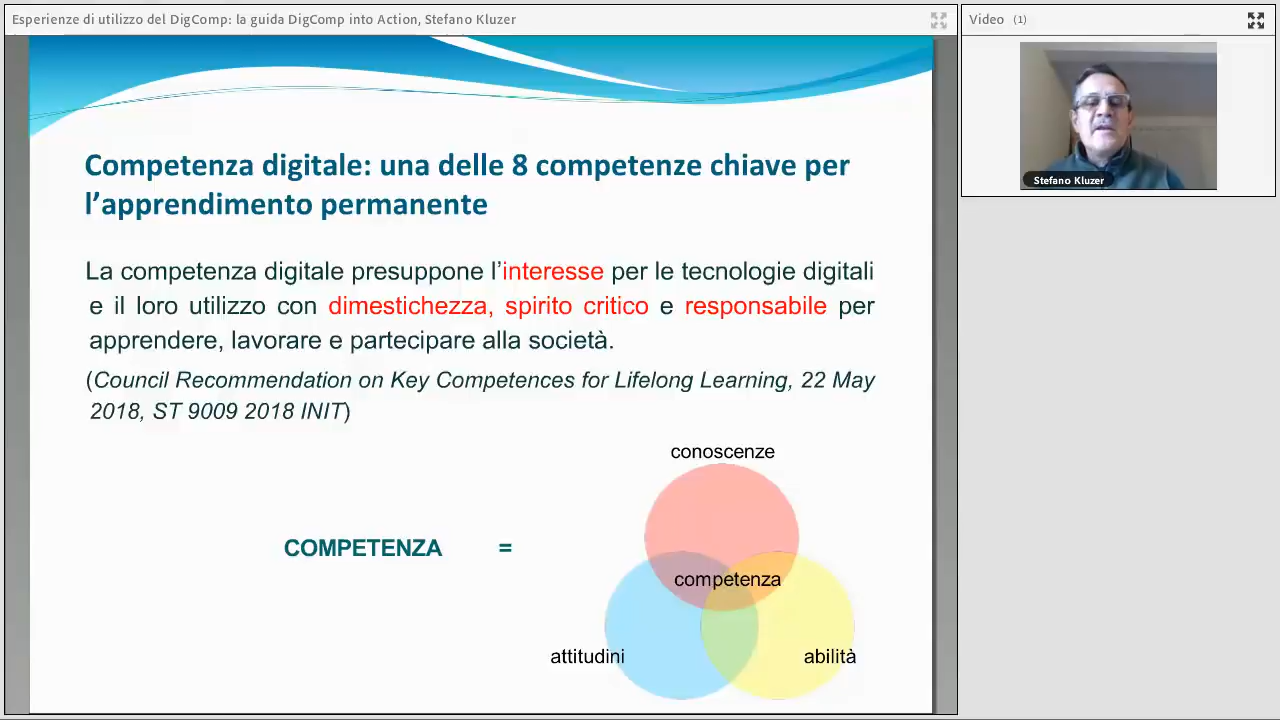 Esperienze di utilizzo del DigComp: la guida DigComp into Action, Stefano Kluzer
Video (1)
Stefano Kluzer
Competenza digitale: una delle 8 competenze chiave per
l’apprendimento permanente
La competenza digitale presuppone l’interesse per le tecnologie digitali
e il loro utilizzo con dimestichezza, spirito critico e responsabile per
apprendere, lavorare e partecipare alla società.
(Council Recommendation on Key Competences for Lifelong Learning, 22 May
2018, ST 9009 2018 INIT)
conoscenze
COMPETENZA =
competenza
attitudini
abilità